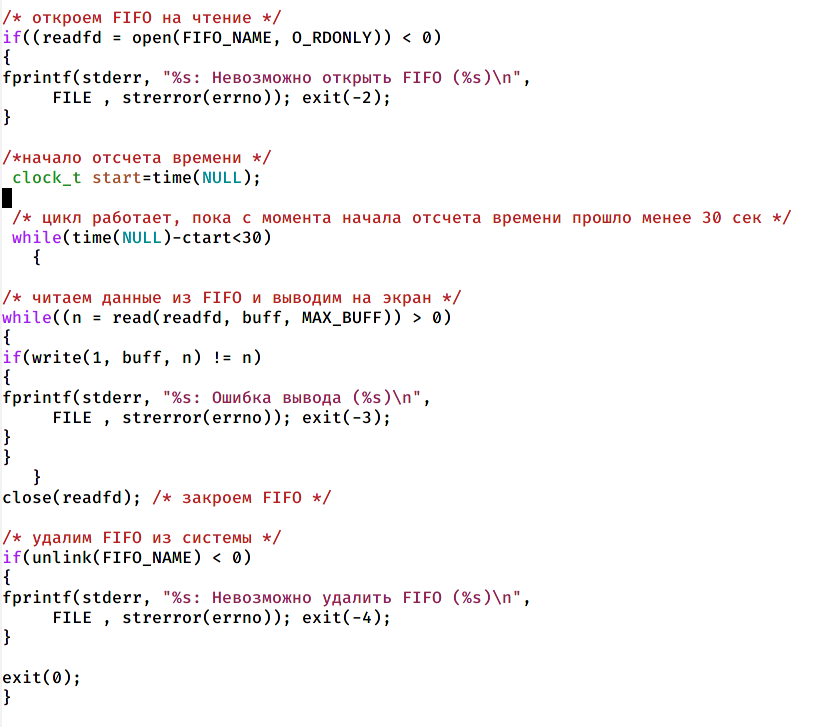 /* откроем FIFO на чтение */
if((readfd = open(FIFO_NAME, O_RDONLY)) < 0)
{
fprintf(stderr, "%s: Невозможно открыть FIFO (%s)\n",
     FILE , strerror(errno)); exit(-2);
}

/*начало отсчета времени */
 clock_t start=time(NULL);

 /* цикл работает, пока с момента начала отсчета времени прошло менее 30 сек */
 while(time(NULL)-ctart<30)
   {

/* читаем данные из FIFO и выводим на экран */
while((n = read(readfd, buff, MAX_BUFF)) > 0)
{
if(write(1, buff, n) != n)
{
fprintf(stderr, "%s: Ошибка вывода (%s)\n",
     FILE , strerror(errno)); exit(-3);
}
}
   }
close(readfd); /* закроем FIFO */

/* удалим FIFO из системы */
if(unlink(FIFO_NAME) < 0)
{
fprintf(stderr, "%s: Невозможно удалить FIFO (%s)\n",
     FILE , strerror(errno)); exit(-4);
}

exit(0);
}